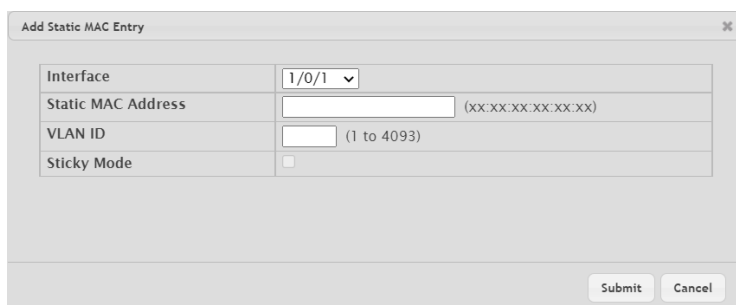 Add Static MAC Entry
Interface 1/0/1
Static MAC Address (xx:xx:xx:xx:xx:xx)
VLAN ID (1 to 4093)
Sticky Mode
Submit Cancel